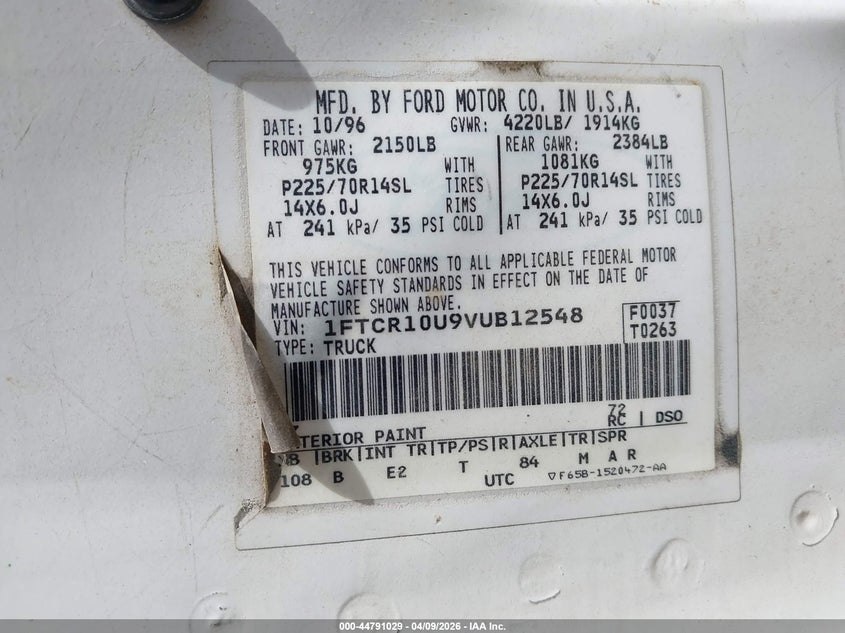 MFD. BY FORD MOTOR CO. IN U.S.A.
DATE: 10/96 GVWR: 4220LB/ 1914KG
FRONT GAWR: 2150LB REAR GAWR: 2384LB
975KG WITH 1081KG WITH
P225/70R14SL TIRES P225/70R14SL TIRES
14X6.0J RIMS 14X6.0J RIMS
AT 241 kPa/ 35 PSI COLD AT 241 kPa/ 35 PSI COLD
THIS VEHICLE CONFORMS TO ALL APPLICABLE FEDERAL MOTOR
VEHICLE SAFETY STANDARDS IN EFFECT ON THE DATE OF
MANUFACTURE SHOWN ABOVE.
VIN: 1FTCR10U9VUB12548 F0037
TYPE: TRUCK T0263
72
TERIOR PAINT RC | DSO
|BRK|INT TR|TP/PS|R|AXLE|TR|SPR
108 B E2 T 84 M A R
UTC ▽F65B-1520472-AA
000-44791029 | 04/09/2026 - IAA Inc.